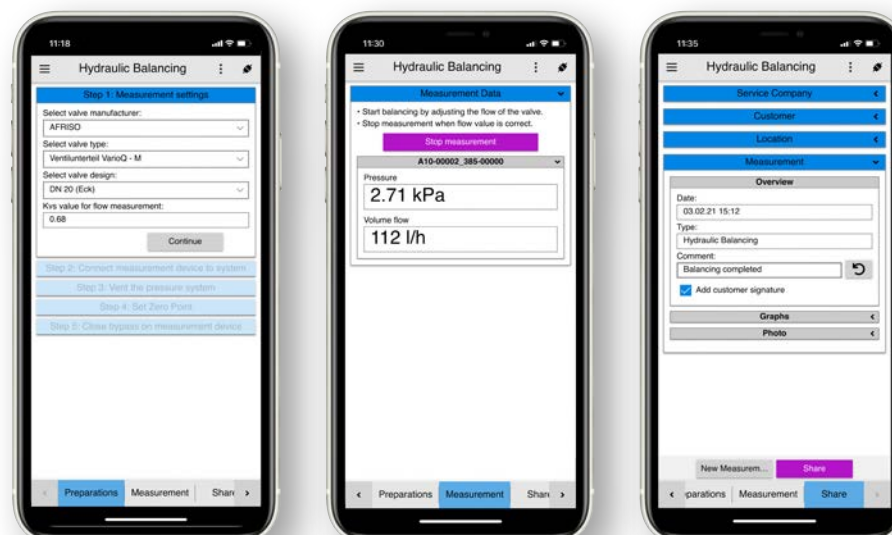 11:18
Hydraulic Balancing
Step 1: Measurement settings
Select valve manufacturer:
AFRISO
Select valve type:
Ventilunterteil VarioQ - M
Select valve design:
DN 20 (Eck)
Kvs value for flow measurement:
0.68
Continue
Step 2: Connect measurement device to system
Step 3: Vent the pressure system
Step 4: Set Zero Point
Step 5: Close bypass on measurement device
Preparations
Measurement
Share
11:30
Hydraulic Balancing
Measurement Data
• Start balancing by adjusting the flow of the valve.
• Stop measurement when flow value is correct.
Stop measurement
A10-00002_385-00000
Pressure
2.71 kPa
Volume flow
112 l/h
Preparations
Measurement
Share
11:35
Hydraulic Balancing
Service Company
Customer
Location
Measurement
Overview
Date:
03.02.21 15:12
Type:
Hydraulic Balancing
Comment:
Balancing completed
Add customer signature
Graphs
Photo
New Measurem...
Share
parations
Measurement
Share